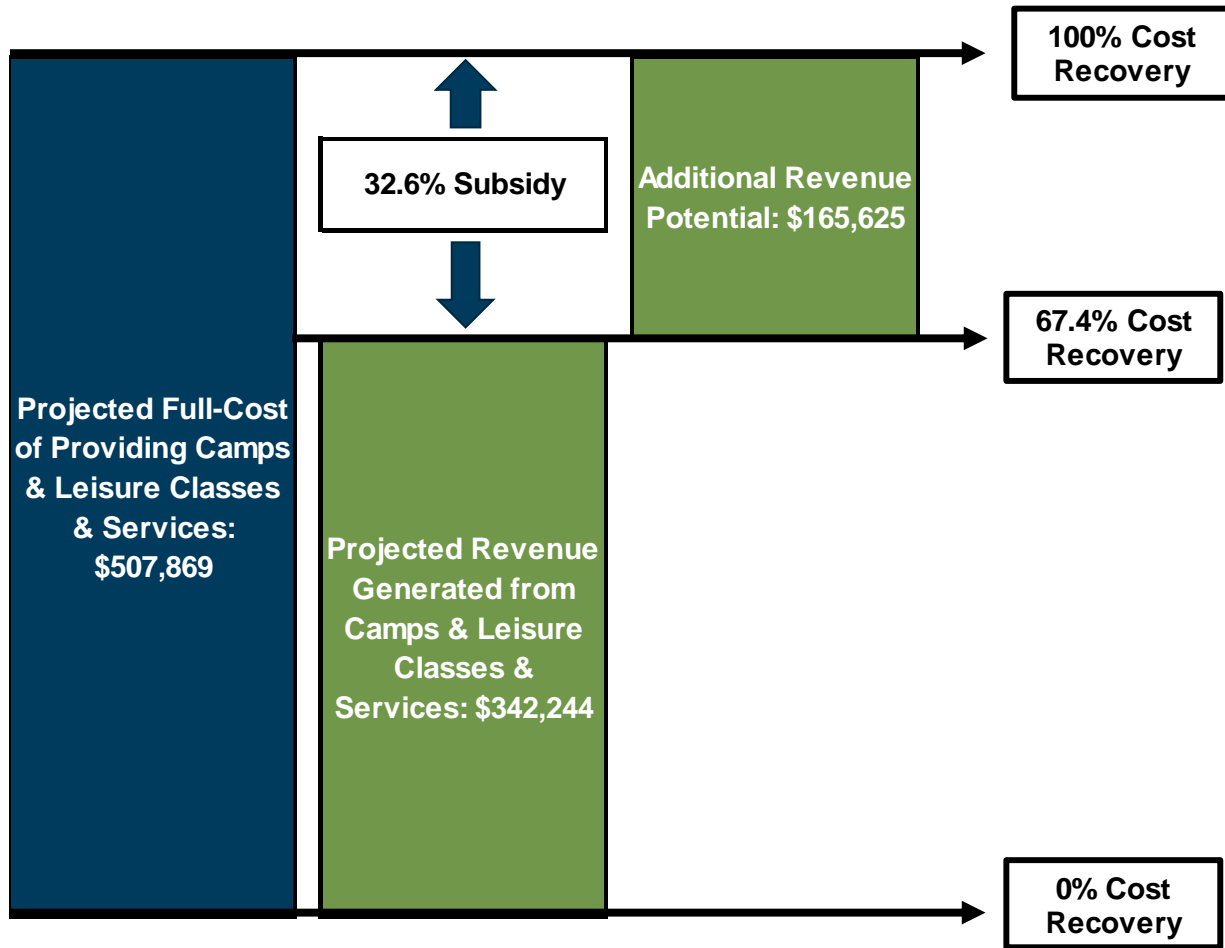 100% Cost
Recovery
32.6% Subsidy
Additional Revenue
Potential: $165,625
67.4% Cost
Recovery
Projected Full-Cost
of Providing Camps
& Leisure Classes
& Services:
$507,869
Projected Revenue
Generated from
Camps & Leisure
Classes &
Services: $342,244
0% Cost
Recovery